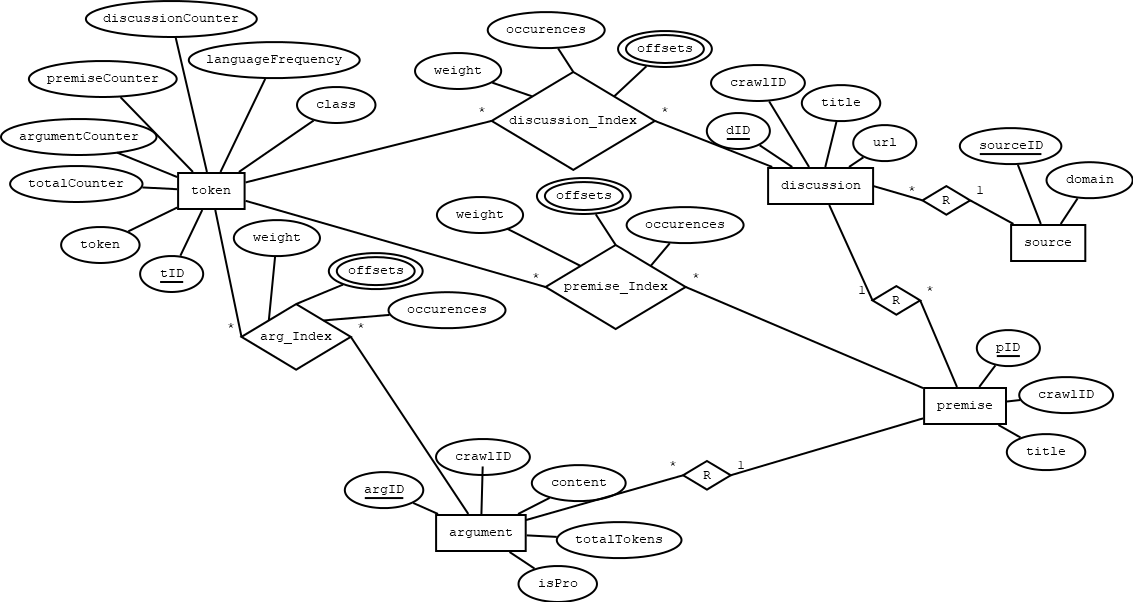 discussionCounter
occurences
offsets
languageFrequency
weight
premiseCounter
crawlID
title
class
*
*
discussion_Index
argumentCounter
dID
url
sourceID
totalCounter
token
discussion
domain
offsets
*
R
1
weight
occurences
token
weight
source
tID
offsets
*
*
premise_Index
1
*
R
occurences
*
*
arg_Index
pID
crawlID
premise
title
crawlID
*
1
R
argID
content
argument
totalTokens
isPro